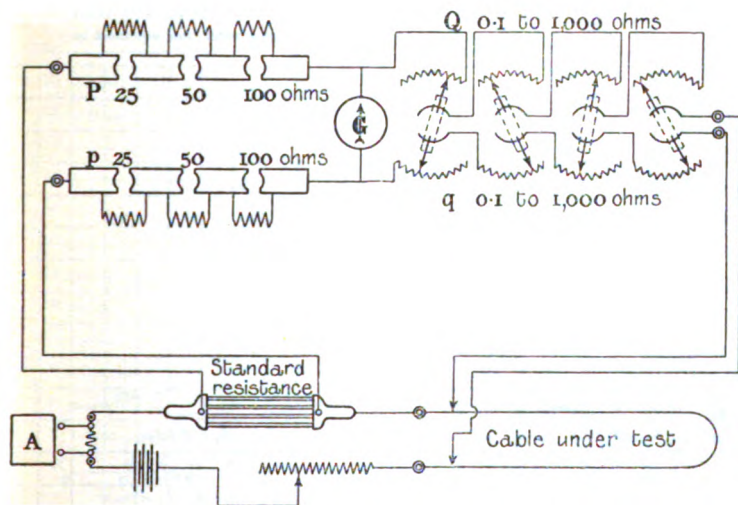 Q 0·1 to 1,000 ohms
P 25 50 100 ohms
G
p 25 50 100 ohms
q 0·1 to 1,000 ohms
Standard
resistance
A
Cable under test